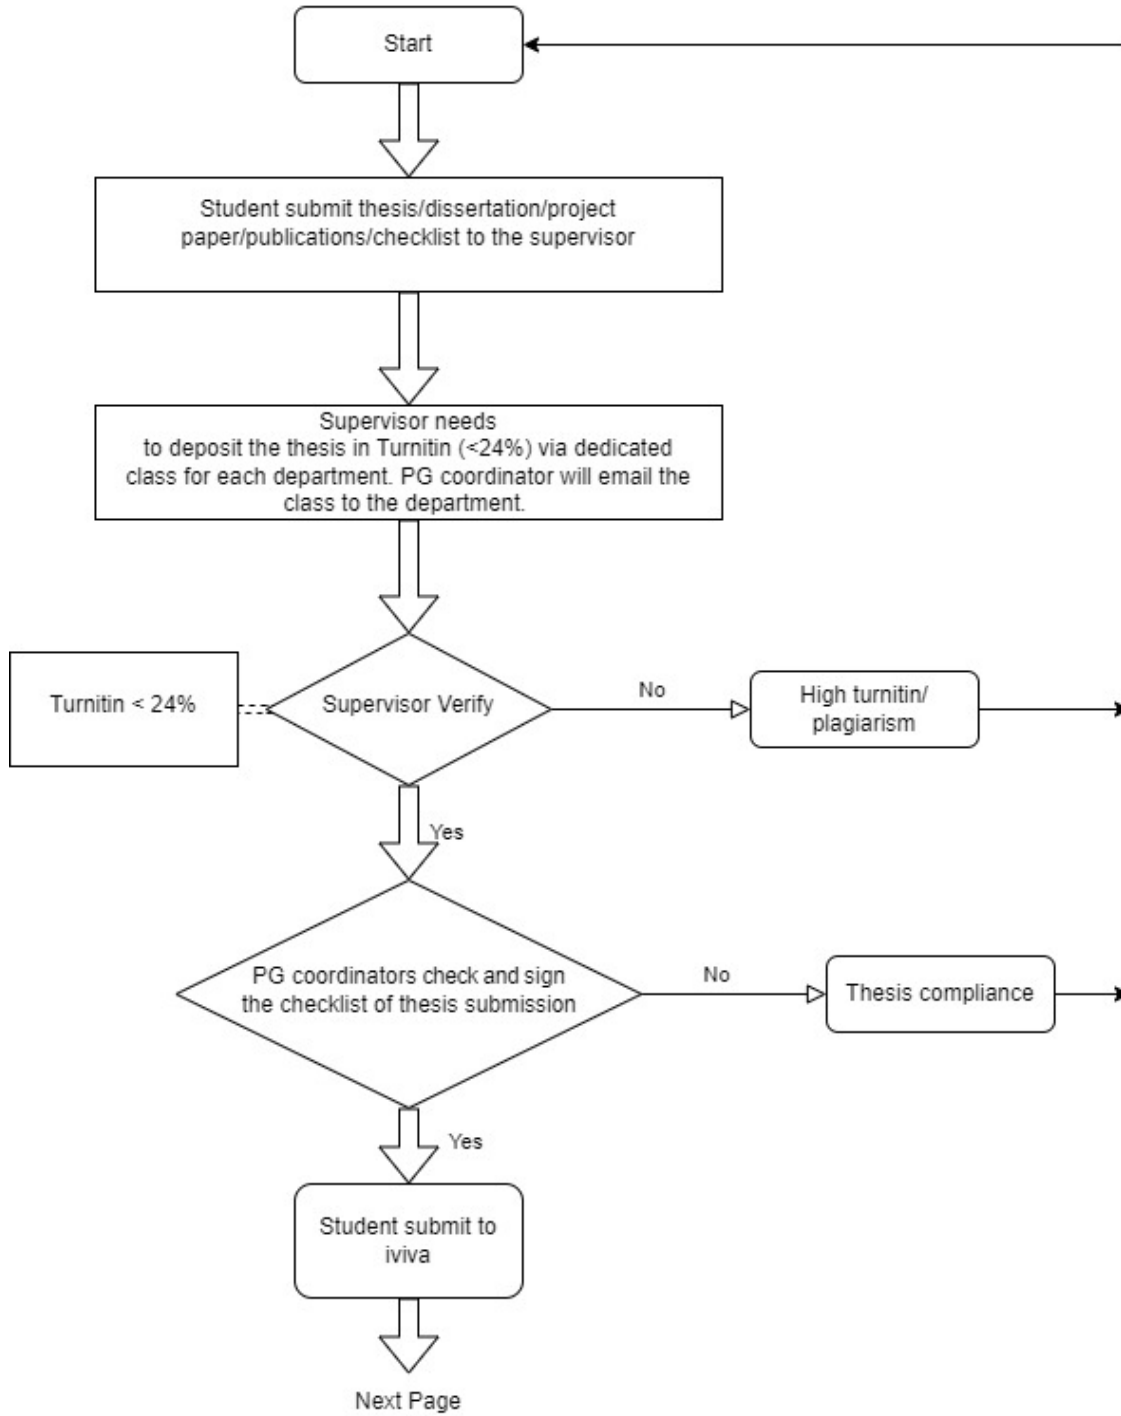 Start
Student submit thesis/dissertation/project
paper/publications/checklist to the supervisor
Supervisor needs
to deposit the thesis in Turnitin (<24%) via dedicated
class for each department. PG coordinator will email the
class to the department.
Turnitin < 24%
Supervisor Verify
No
High turnitin/
plagiarism
Yes
PG coordinators check and sign
the checklist of thesis submission
No
Thesis compliance
Yes
Student submit to
iviva
Next Page